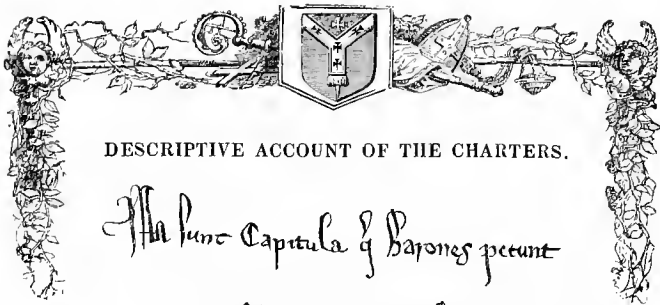 DESCRIPTIVE ACCOUNT OF THE CHARTERS.
Ista sunt Capitula q̄ Barones petunt